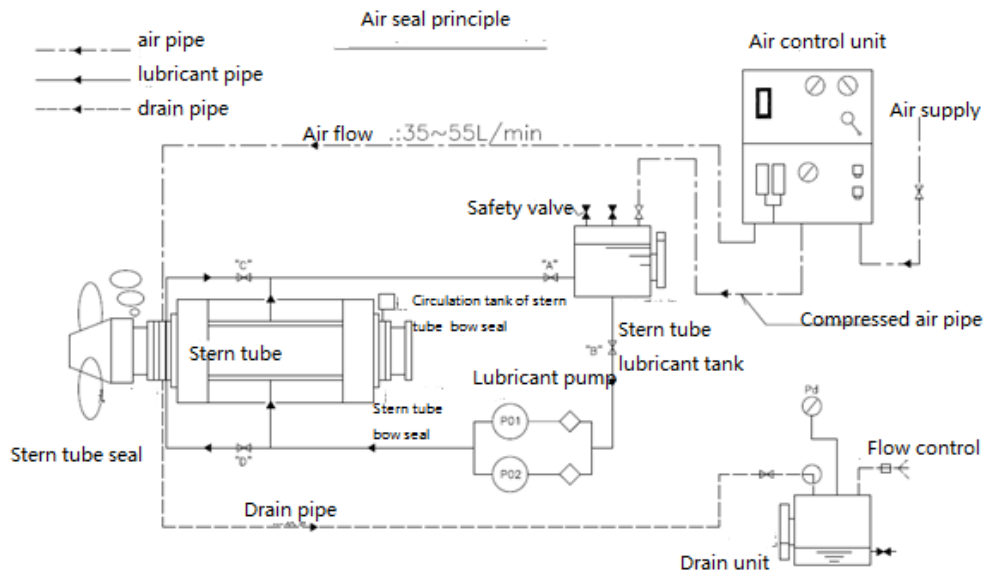 Air seal principle
air pipe
lubricant pipe
drain pipe
Air control unit
Air supply
Air flow .:35~55L/min
Safety valve
"C"
"A"
Circulation tank of stern
tube bow seal
Compressed air pipe
Stern tube
Stern tube
"B"
lubricant tank
Lubricant pump
Pd
Stern tube
bow seal
P01
Flow control
Stern tube seal
"D"
P02
Drain pipe
Drain unit